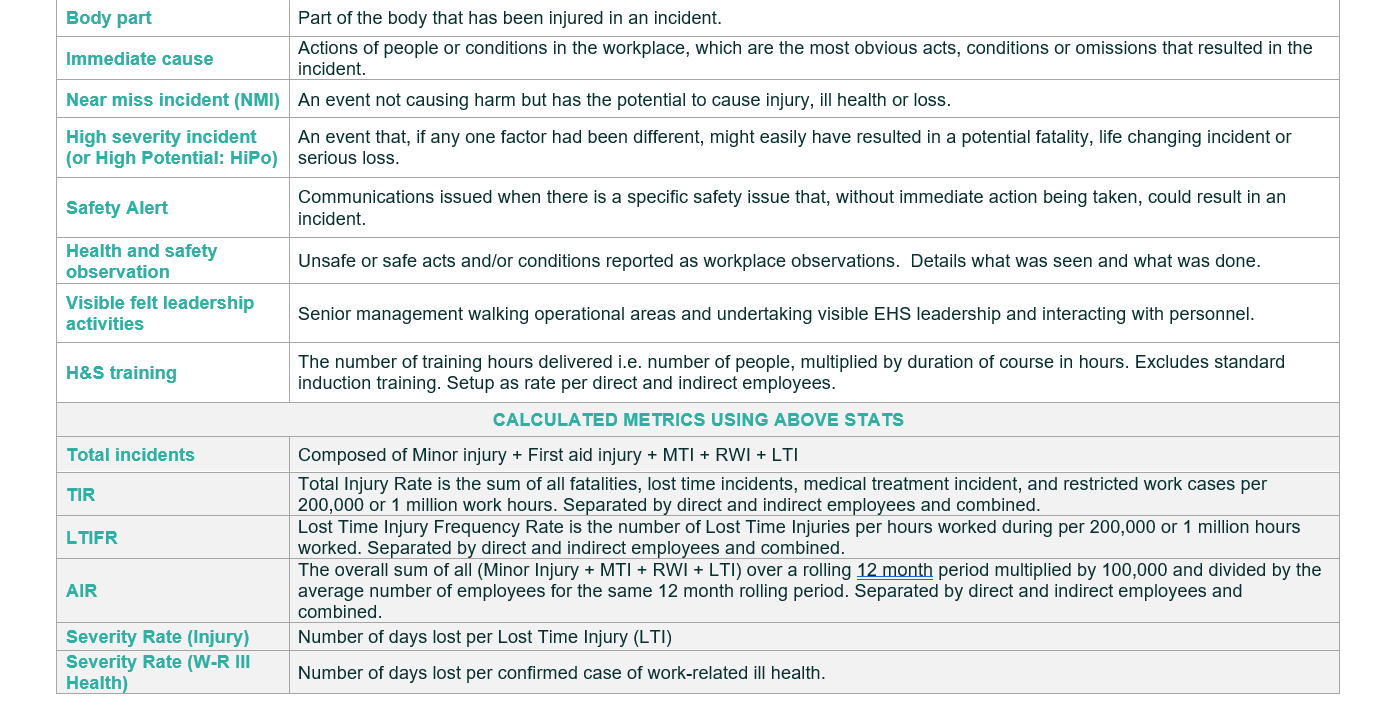 Body part
Part of the body that has been injured in an incident.
Immediate cause
Actions of people or conditions in the workplace, which are the most obvious acts, conditions or omissions that resulted in the
incident.
Near miss incident (NMI)
An event not causing harm but has the potential to cause injury, ill health or loss.
High severity incident
(or High Potential: HiPo)
An event that, if any one factor had been different, might easily have resulted in a potential fatality, life changing incident or
serious loss.
Safety Alert
Communications issued when there is a specific safety issue that, without immediate action being taken, could result in an
incident.
Health and safety
observation
Unsafe or safe acts and/or conditions reported as workplace observations.  Details what was seen and what was done.
Visible felt leadership
activities
Senior management walking operational areas and undertaking visible EHS leadership and interacting with personnel.
H&S training
The number of training hours delivered i.e. number of people, multiplied by duration of course in hours. Excludes standard
induction training. Setup as rate per direct and indirect employees.
CALCULATED METRICS USING ABOVE STATS
Total incidents
Composed of Minor injury + First aid injury + MTI + RWI + LTI
TIR
Total Injury Rate is the sum of all fatalities, lost time incidents, medical treatment incident, and restricted work cases per
200,000 or 1 million work hours. Separated by direct and indirect employees and combined.
LTIFR
Lost Time Injury Frequency Rate is the number of Lost Time Injuries per hours worked during per 200,000 or 1 million hours
worked. Separated by direct and indirect employees and combined.
AIR
The overall sum of all (Minor Injury + MTI + RWI + LTI) over a rolling 12 month period multiplied by 100,000 and divided by the
average number of employees for the same 12 month rolling period. Separated by direct and indirect employees and
combined.
Severity Rate (Injury)
Number of days lost per Lost Time Injury (LTI)
Severity Rate (W-R Ill
Health)
Number of days lost per confirmed case of work-related ill health.